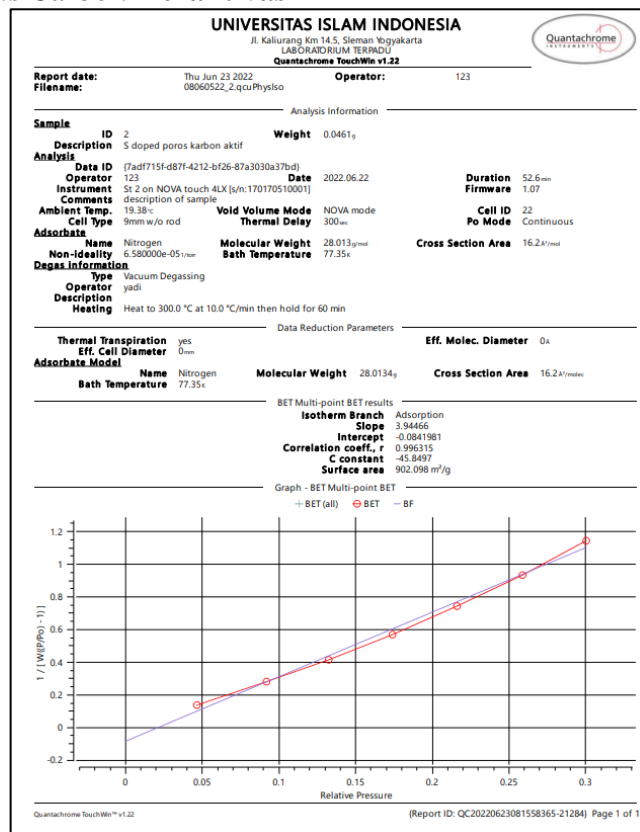 UNIVERSITAS ISLAM INDONESIA
Jl. Kaliurang Km 14.5, Sleman Yogyakarta
LABORATORIUM TERPADU
Quantachrome TouchWin v1.22
Quantachrome
INSTRUMENTS
Report date: Thu Jun 23 2022 Operator: 123
Filename: 08060522_2.qcuPhysIso
Analysis Information
Sample
ID 2 Weight 0.0461g
Description S doped poros karbon aktif
Analysis
Data ID {7adf715f-d87f-4212-bf26-87a3030a37bd}
Operator 123 Date 2022.06.22 Duration 52.6min
Instrument St 2 on NOVA touch 4LX [s/n:170170510001] Firmware 1.07
Comments description of sample
Ambient Temp. 19.38°C Void Volume Mode NOVA mode Cell ID 22
Cell Type 9mm w/o rod Thermal Delay 300sec Po Mode Continuous
Adsorbate
Name Nitrogen Molecular Weight 28.013g/mol Cross Section Area 16.2Å²/mol
Non-ideality 6.580000e-051/torr Bath Temperature 77.35K
Degas information
Type Vacuum Degassing
Operator yadi
Description
Heating Heat to 300.0 °C at 10.0 °C/min then hold for 60 min
Data Reduction Parameters
Thermal Transpiration yes Eff. Molec. Diameter 0Å
Eff. Cell Diameter 0mm
Adsorbate Model
Name Nitrogen Molecular Weight 28.0134g Cross Section Area 16.2Å²/molec
Bath Temperature 77.35K
BET Multi-point BET results
Isotherm Branch Adsorption
Slope 3.94466
Intercept -0.0841981
Correlation coeff., r 0.996315
C constant -45.8497
Surface area 902.098 m²/g
Graph - BET Multi-point BET
BET (all) BET BF
1.2
1
0.8
0.6
0.4
0.2
0
-0.2
1 / [ W((P/Po) - 1) ]
0 0.05 0.1 0.15 0.2 0.25 0.3
Relative Pressure
Quantachrome TouchWin™ v1.22 (Report ID: QC20220623081558365-21284) Page 1 of 1